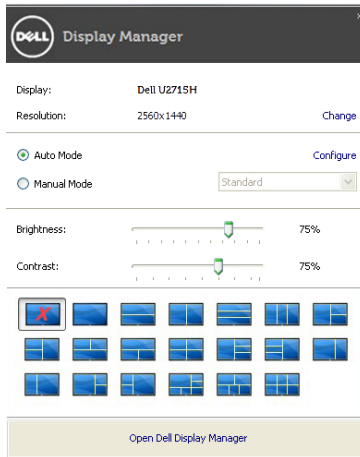 DELL Display Manager
Display: Dell U2715H
Resolution: 2560x1440 Change
Auto Mode Configure
Manual Mode Standard
Brightness: 75%
Contrast: 75%
Open Dell Display Manager